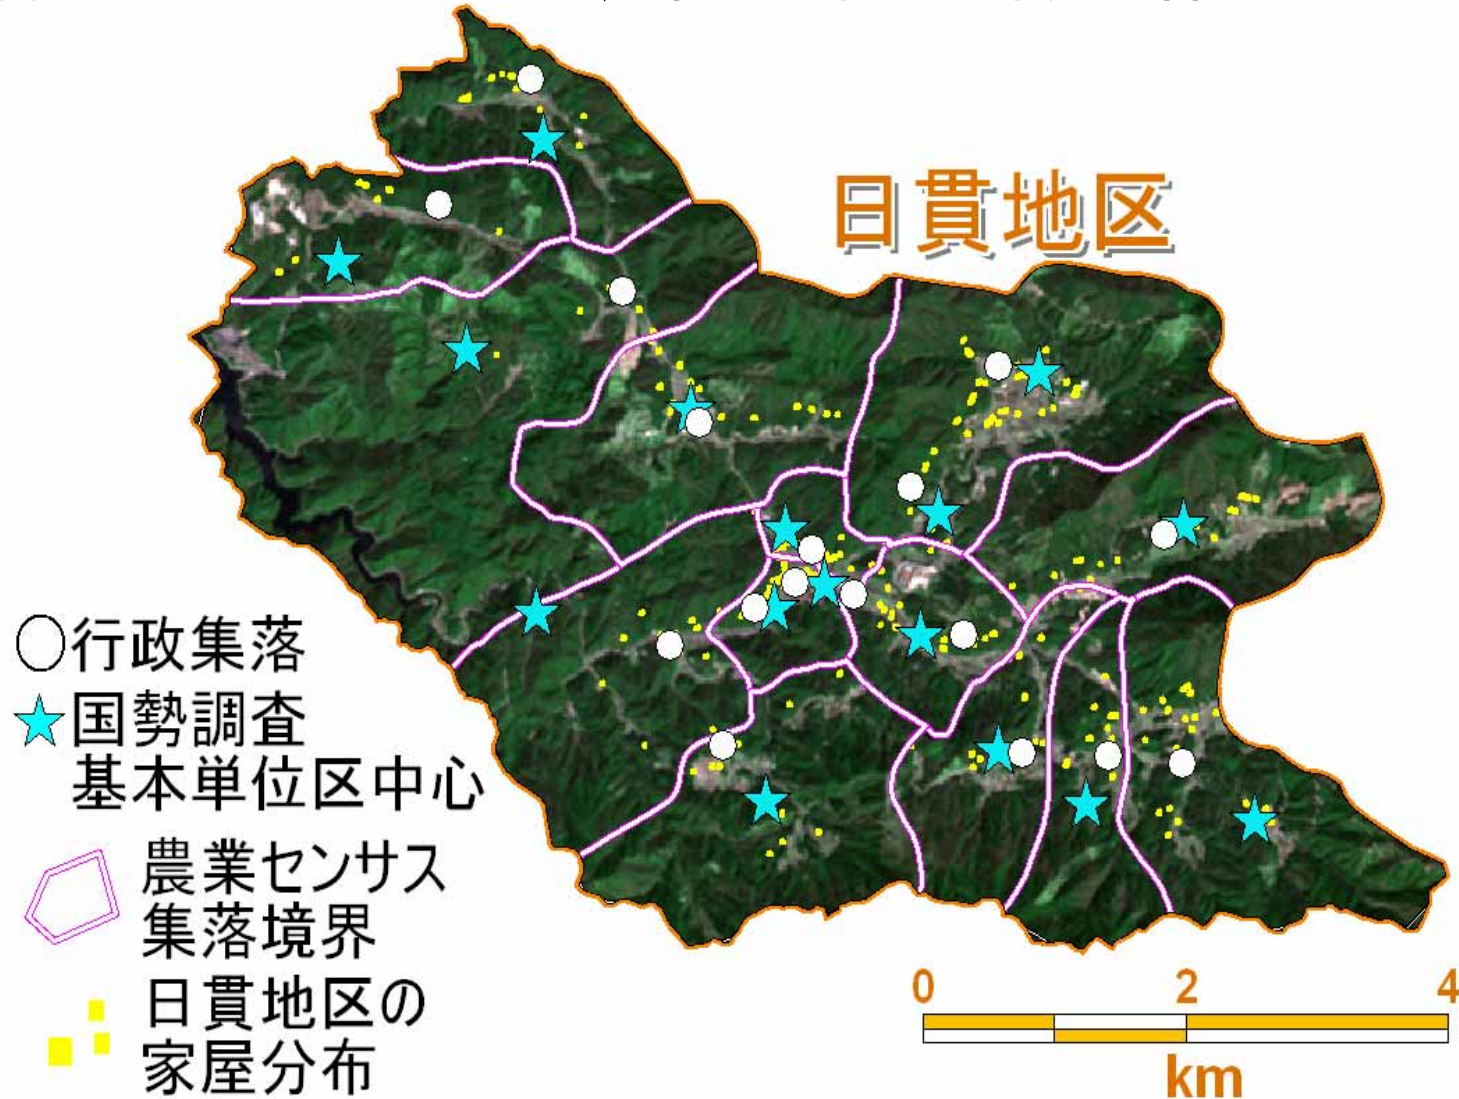 日貫地区
行政集落
国勢調査
基本単位区中心
農業センサス
集落境界
日貫地区の
家屋分布
0 2 4
km